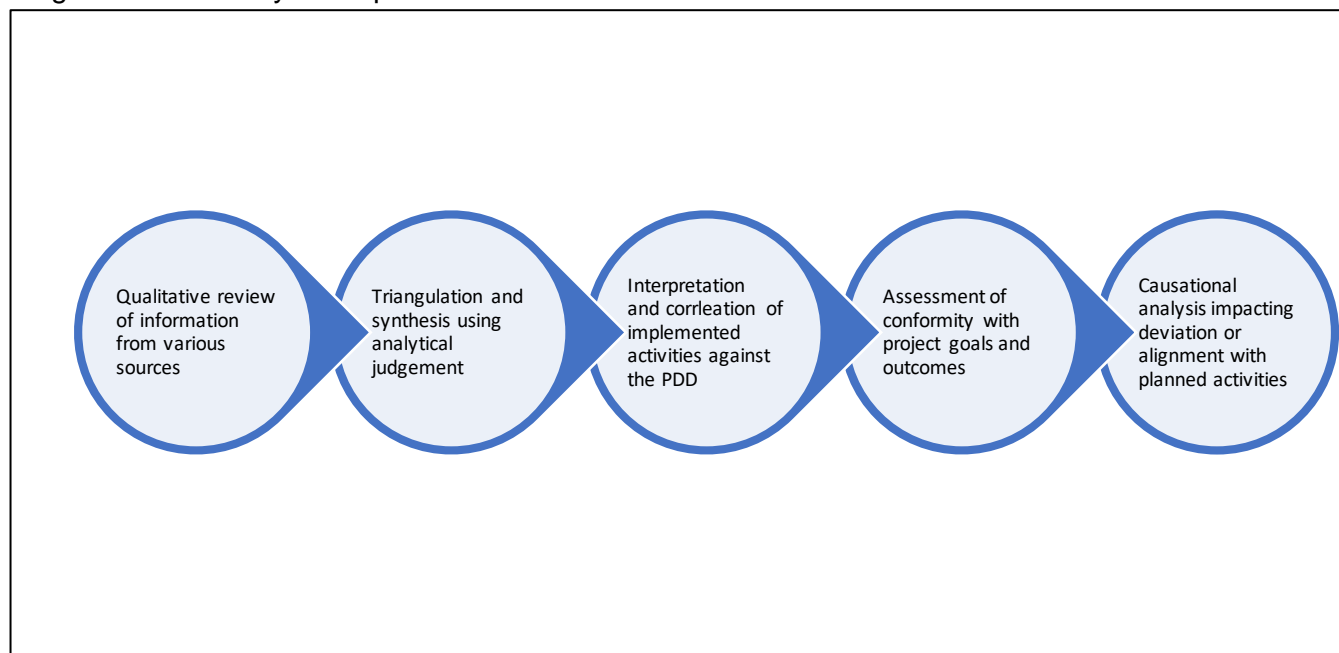 Qualitative review
of information
from various
sources
Triangulation and
synthesis using
analytical
judgement
Interpretation
and corrleation of
implemented
activities against
the PDD
Assessment of
conformity with
project goals and
outcomes
Causational
analysis impacting
deviation or
alignment with
planned activities